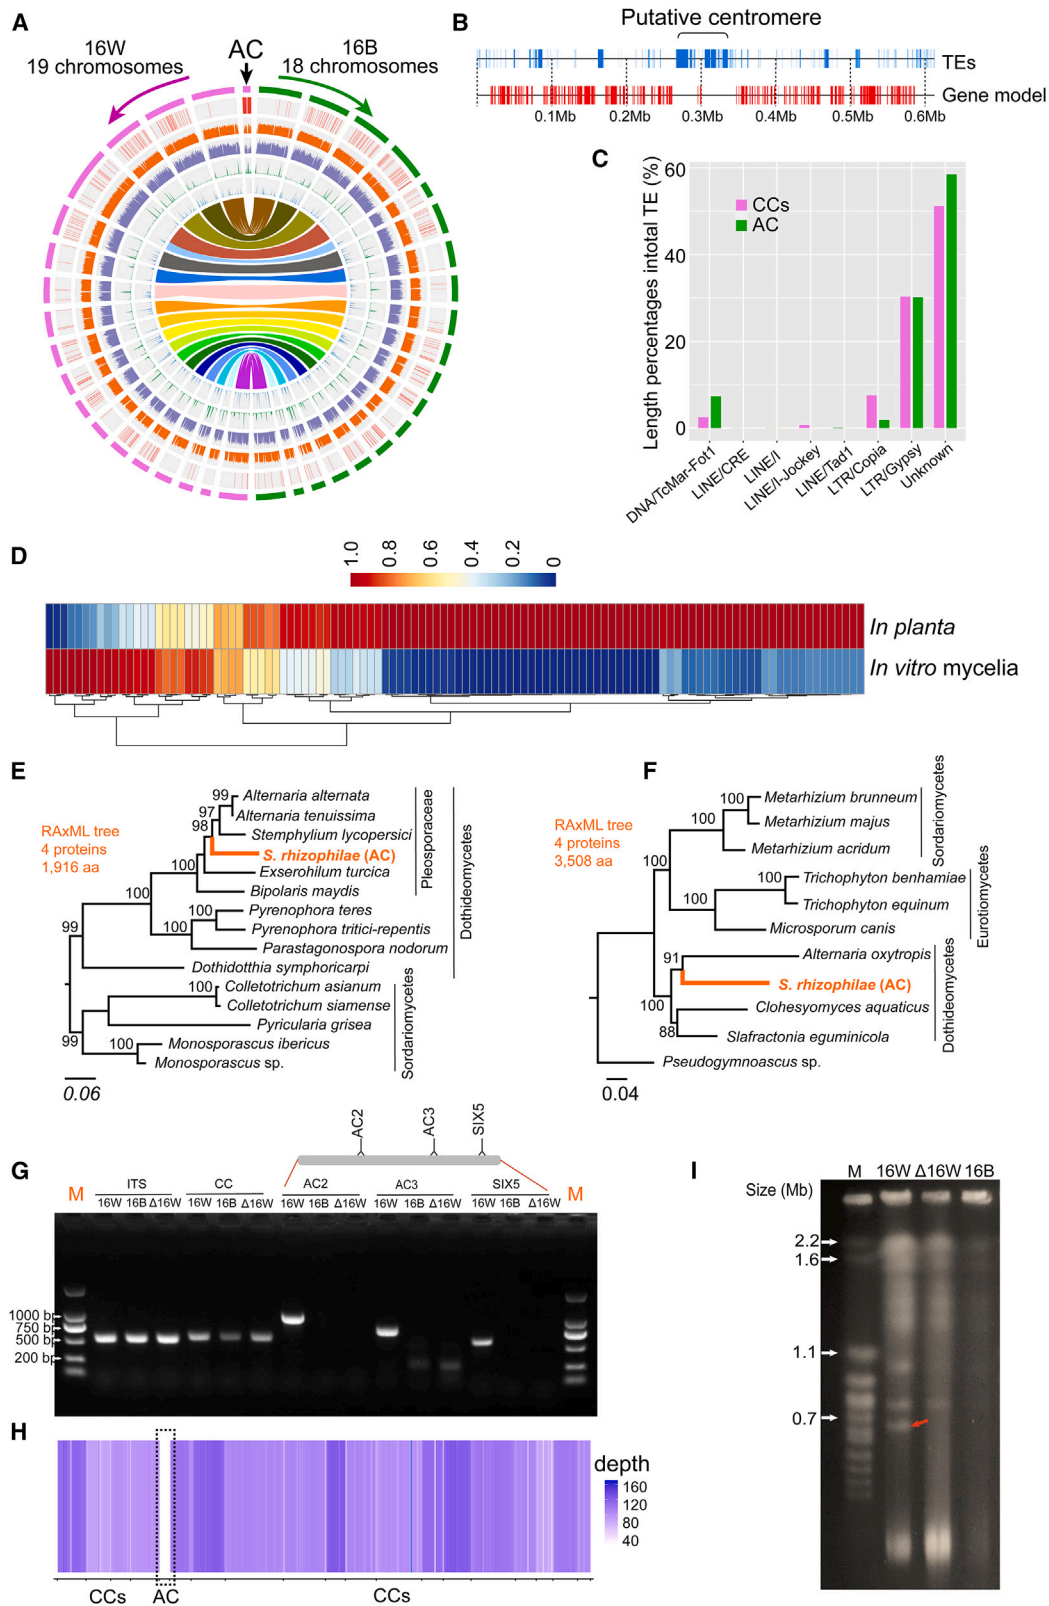 A
16W
19 chromosomes
AC
16B
18 chromosomes
B
Putative centromere
TEs
Gene model
0.1Mb
0.2Mb
0.3Mb
0.4Mb
0.5Mb
0.6Mb
C
Length percentages intotal TE (%)
60
40
20
0
CCs
AC
DNA/TcMar-Fot1
LINE/CRE
LINE/I
LINE/I-Jockey
LINE/Tad1
LTR/Copia
LTR/Gypsy
Unknown
D
1.0
0.8
0.6
0.4
0.2
0
In planta
In vitro mycelia
E
RAxML tree
4 proteins
1,916 aa
99
97
98
100
100
100
100
99
100
99
100
Alternaria alternata
Alternaria tenuissima
Stemphylium lycopersici
S. rhizophilae (AC)
Exserohilum turcica
Bipolaris maydis
Pyrenophora teres
Pyrenophora tritici-repentis
Parastagonospora nodorum
Dothidotthia symphoricarpi
Colletotrichum asianum
Colletotrichum siamense
Pyricularia grisea
Monosporascus ibericus
Monosporascus sp.
Pleosporaceae
Dothideomycetes
Sordariomycetes
0.06
F
RAxML tree
4 proteins
3,508 aa
100
100
100
100
100
91
100
88
Metarhizium brunneum
Metarhizium majus
Metarhizium acridum
Trichophyton benhamiae
Trichophyton equinum
Microsporum canis
Alternaria oxytropis
S. rhizophilae (AC)
Clohesyomyces aquaticus
Slafractonia eguminicola
Pseudogymnoascus sp.
Sordariomycetes
Eurotiomycetes
Dothideomycetes
0.04
AC2
AC3
SIX5
G
M
ITS
CC
AC2
AC3
SIX5
M
16W 16B Δ16W
16W 16B Δ16W
16W 16B Δ16W
16W 16B Δ16W
16W 16B Δ16W
1000 bp
750 bp
500 bp
200 bp
H
depth
160
120
80
40
CCs
AC
CCs
I
M 16W Δ16W 16B
Size (Mb)
2.2
1.6
1.1
0.7